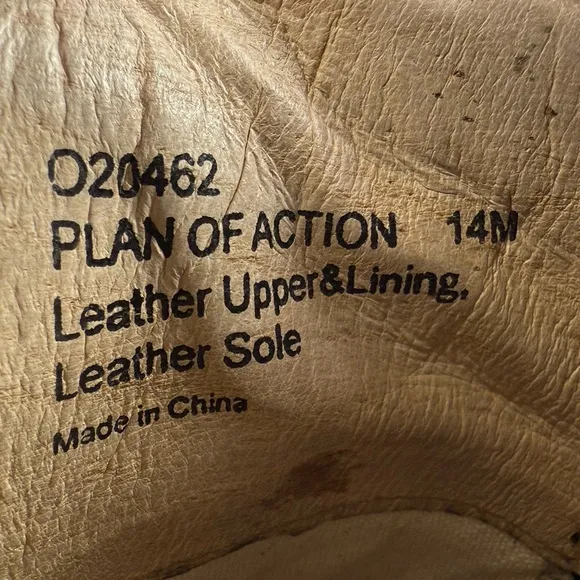 O20462
PLAN OF ACTION 14M
Leather Upper&Lining,
Leather Sole
Made in China